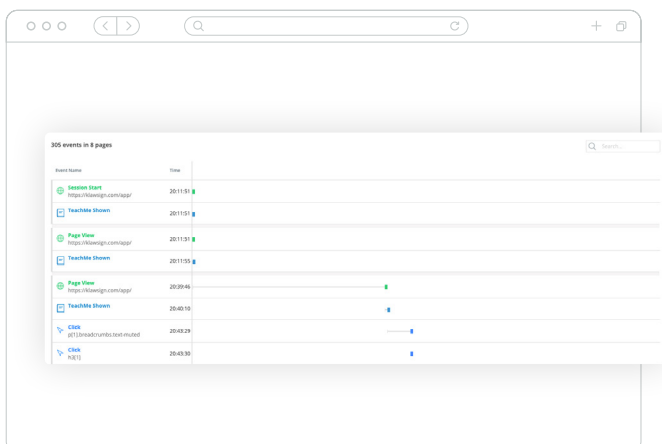 305 events in 8 pages
Search...
Event Name Time
Session Start
https://klawsign.com/app/
20:11:51
TeachMe Shown 20:11:51
Page View
https://klawsign.com/app/
20:11:51
TeachMe Shown 20:11:55
Page View
https://klawsign.com/app/
20:39:46
TeachMe Shown 20:40:10
Click
p[1].breadcrumbs.text-muted
20:43:29
Click
h3[1]
20:43:30